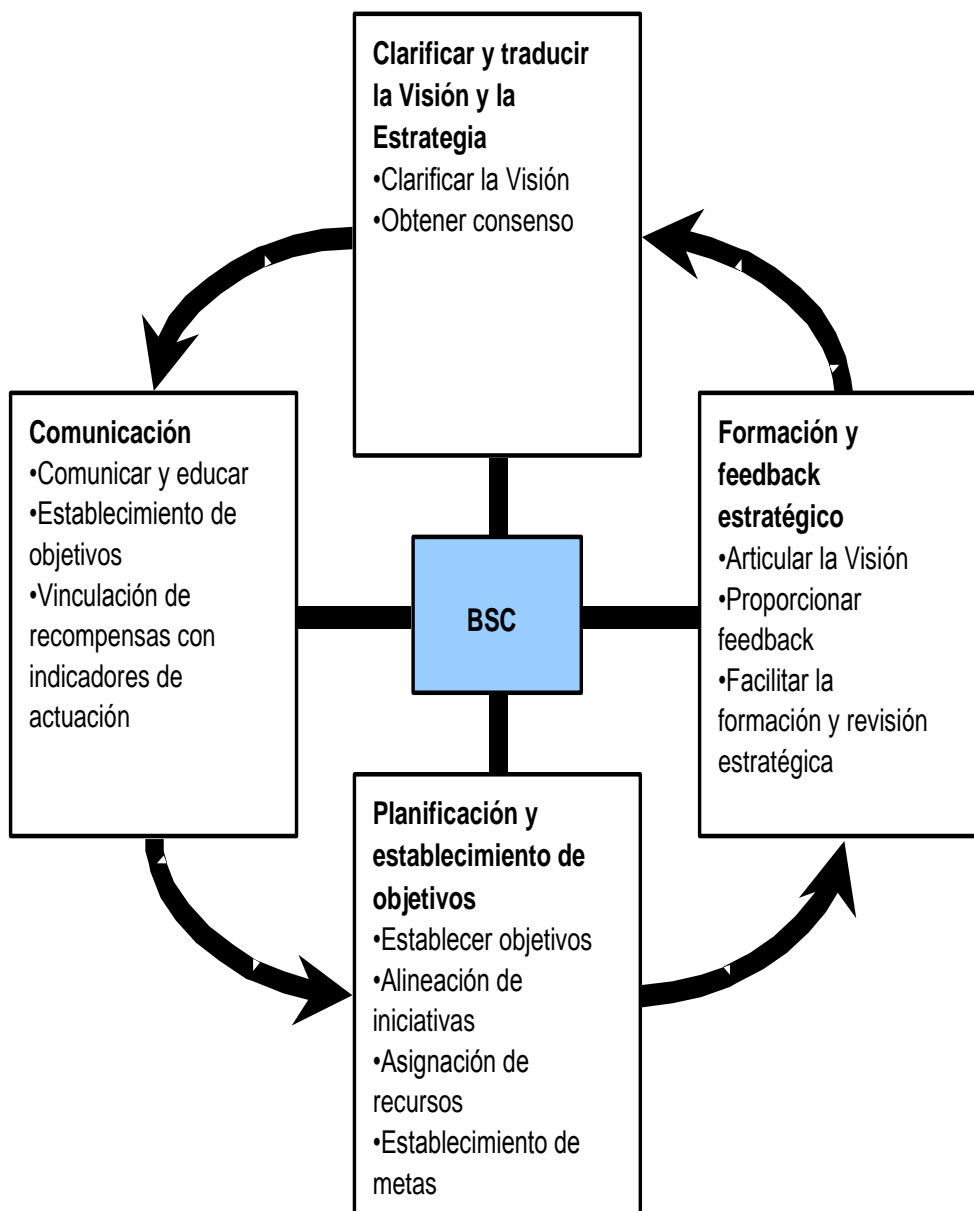 Clarificar y traducir
la Visión y la
Estrategia
•Clarificar la Visión
•Obtener consenso
Comunicación
•Comunicar y educar
•Establecimiento de
objetivos
•Vinculación de
recompensas con
indicadores de
actuación
BSC
Formación y
feedback
estratégico
•Articular la Visión
•Proporcionar
feedback
•Facilitar la
formación y revisión
estratégica
Planificación y
establecimiento de
objetivos
•Establecer objetivos
•Alineación de
iniciativas
•Asignación de
recursos
•Establecimiento de
metas